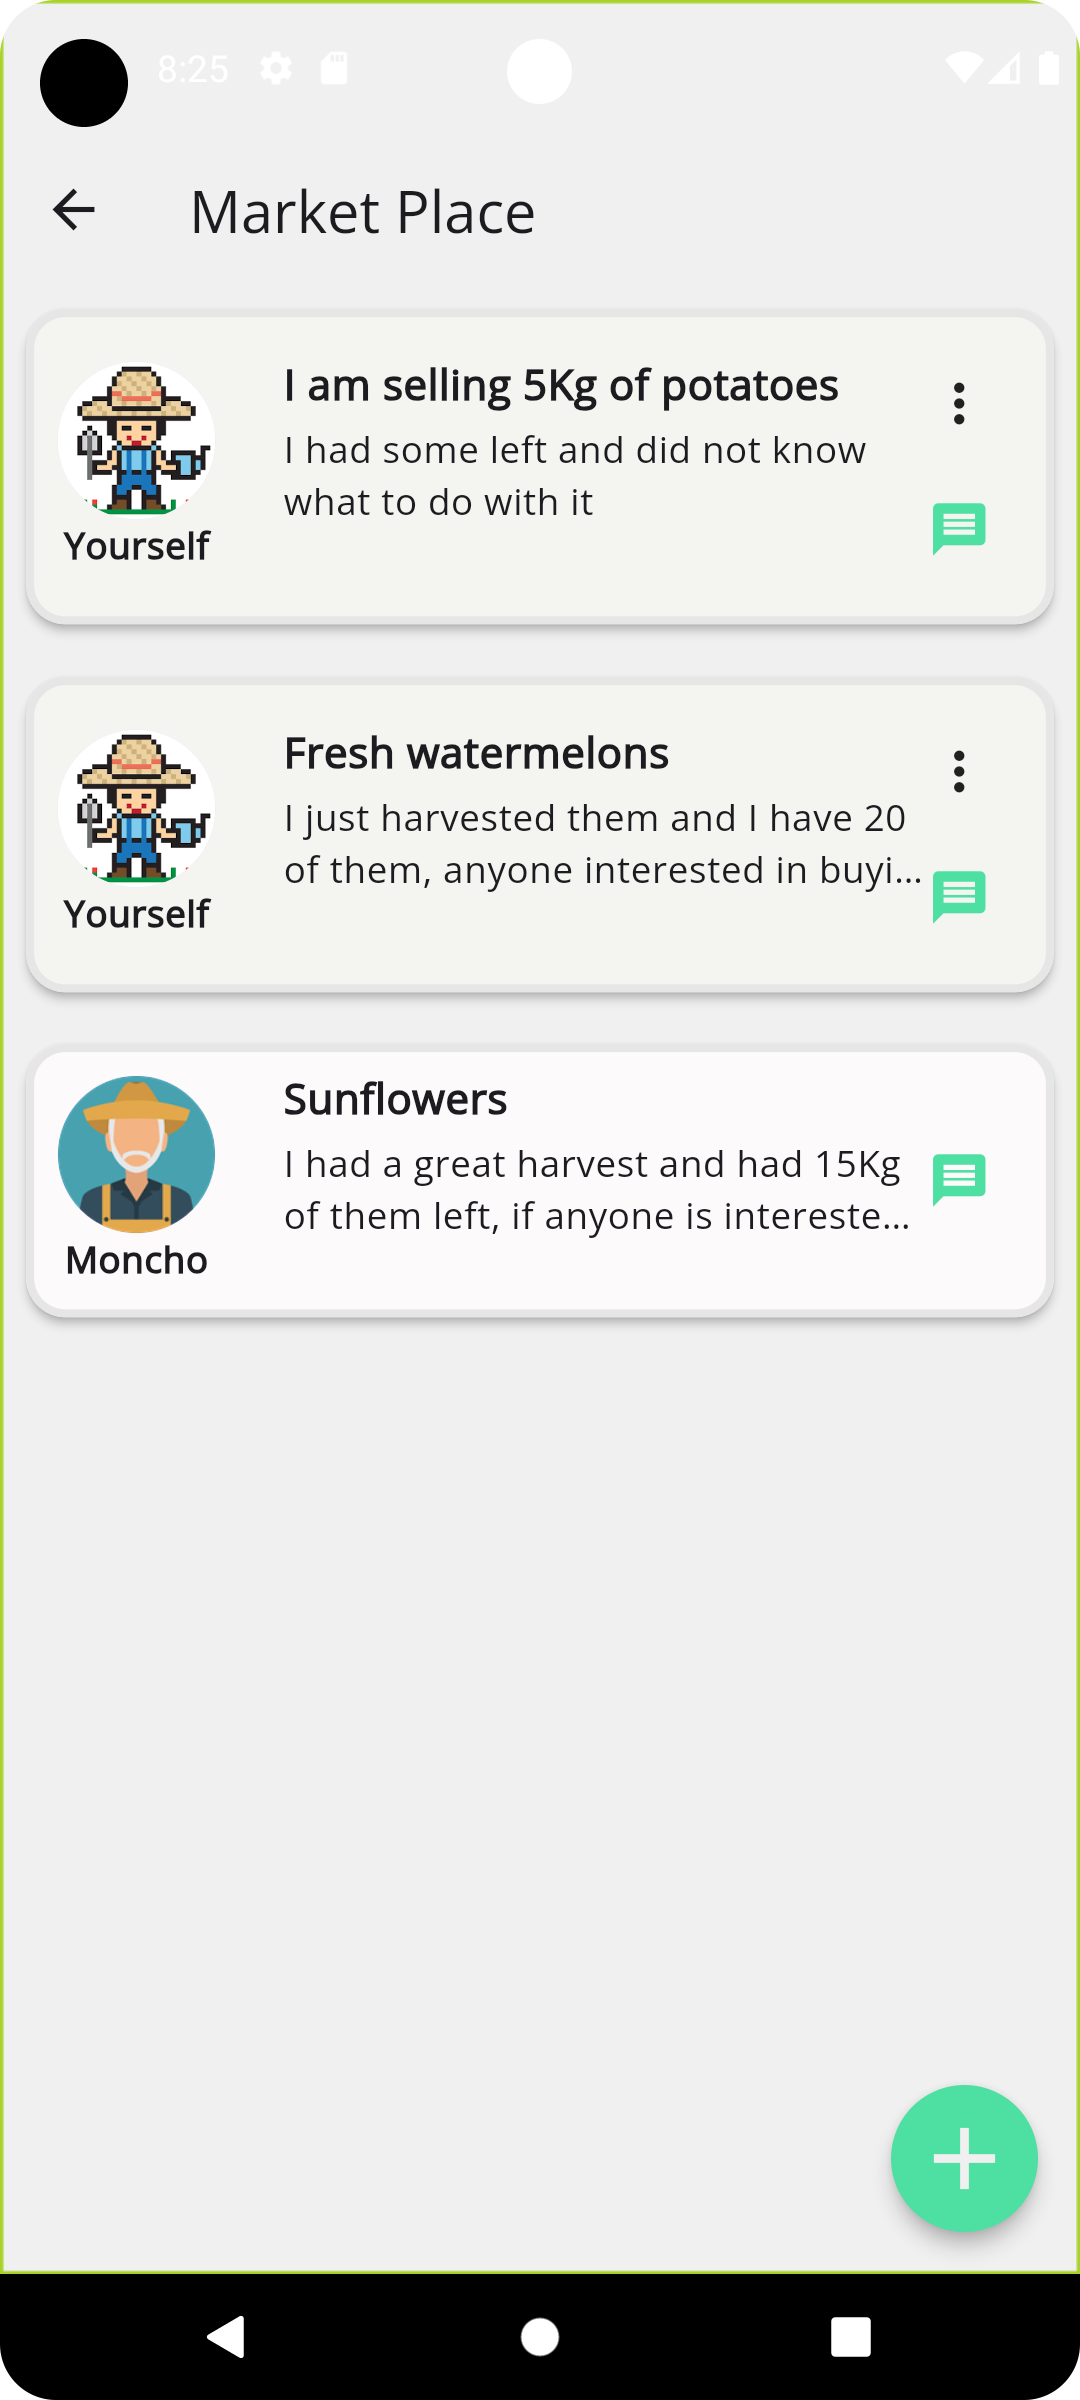 8:25
Market Place
I am selling 5Kg of potatoes
I had some left and did not know
what to do with it
Yourself
Fresh watermelons
I just harvested them and I have 20
of them, anyone interested in buyi...
Yourself
Sunflowers
I had a great harvest and had 15Kg
of them left, if anyone is intereste...
Moncho